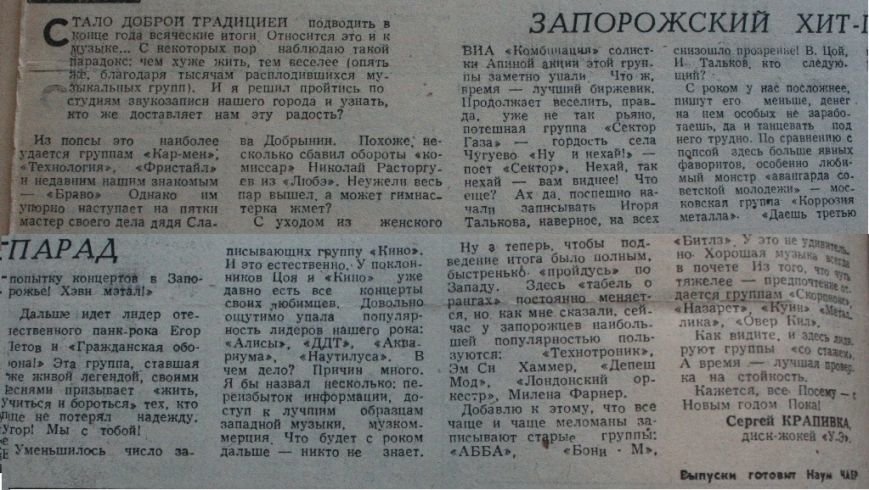 ЗАПОРОЖСКИЙ ХИТ-
СТАЛО ДОБРОЙ ТРАДИЦИЕЙ подводить в
конце года всяческие итоги. Относится это и к
музыке... С некоторых пор наблюдаю такой
парадокс: чем хуже жить, тем веселее (опять
же, благодаря тысячам расплодившихся му-
зыкальных групп). И я решил пройтись по
студиям звукозаписи нашего города и узнать,
кто же доставляет нам эту радость?
Из попсы это наиболее
удается группам «Кар-мен»,
«Технология», «Фристайл»
и недавним нашим знакомым
— «Браво» Однако им
упорно наступает на пятки
мастер своего дела дядя Сла-
ва Добрынин. Похоже, не-
сколько сбавил обороты «ко-
миссар» Николай Расторгу-
ев из «Любэ». Неужели весь
пар вышел, а может гимнас-
терка жмет?
С уходом из женского
ВИА «Комбинация» солист-
ки Апиной акции этой груп-
пы заметно упали. Что ж,
время — лучший биржевик.
Продолжает веселить, прав-
да, уже не так рьяно,
потешная группа «Сектор
Газа» — гордость села
Чугуево «Ну и нехай!» —
поет «Сектор». Нехай, так
нехай — вам виднее! Что
еще? Ах да, поспешно на-
чали записывать Игоря
Талькова, наверное, на всех
снизошло прозрение! В. Цой,
И Тальков, кто следую-
щий?
С роком у нас посложнее,
пишут его меньше, денег
на нем особых не зарабо-
таешь, да и танцевать под
него трудно. По сравнению с
попсой здесь больше явных
фаворитов, особенно люби-
мый монстр «авангарда со-
ветской молодежи» — мос-
ковская группа «Коррозия
металла». «Даешь третью
ПАРАД
попытку концертов в Запо-
рожье! Хэви мэтал!»
Дальше идет лидер оте-
чественного панк-рока Егор
Летов и «Гражданская обо-
рона!» Эта группа, ставшая
же живой легендой, своими
песнями призывает «жить,
Учиться и бороться» тех, кто
еще не потерял надежду.
Угор! Мы с тобой!
Уменьшилось число за-
писывающих группу «Кино».
И это естественно. У поклон-
ников Цоя и «Кино» уже
давно есть все концерты
своих любимцев. Довольно
ощутимо упала популяр-
ность лидеров нашего рока:
«Алисы», «ДДТ», «Аква-
риума», «Наутилуса». В
чем дело? Причин много.
Я бы назвал несколько: пе-
реизбыток информации, до-
ступ к лучшим образцам
западной музыки, музком-
мерция. Что будет с роком
дальше — никто не знает.
Ну а теперь, чтобы под-
ведение итога было полным,
быстренько «пройдусь» по
Западу. Здесь «табель о
рангах» постоянно меняет-
ся, но как мне сказали, сей-
час у запорожцев наиболь-
шей популярностью поль-
зуются: «Технотроник»,
Эм Си Хаммер, «Депеш
Мод», «Лондонский ор-
кестр», Милена Фармер.
Добавлю к этому, что все
чаще и чаще меломаны за-
писывают старые группы:
«АББА», «Бони - М»,
«Битлз». У это не удивитель-
но. Хорошая музыка всегда
в почете Из того, что чуть
тяжелее — предпочтение от-
дается группам «Скорпионс»,
«Назарет», «Куин» «Метал-
лика», «Овер Кил».
Как видите, и здесь лиди-
руют группы «со стажем».
А время — лучшая провер-
ка на стойкость.
Кажется, все. Посему — с
Новым годом Пока!
Сергей КРАПИВКА,
диск-жокей «У.Э».
Выпуски готовит Наум